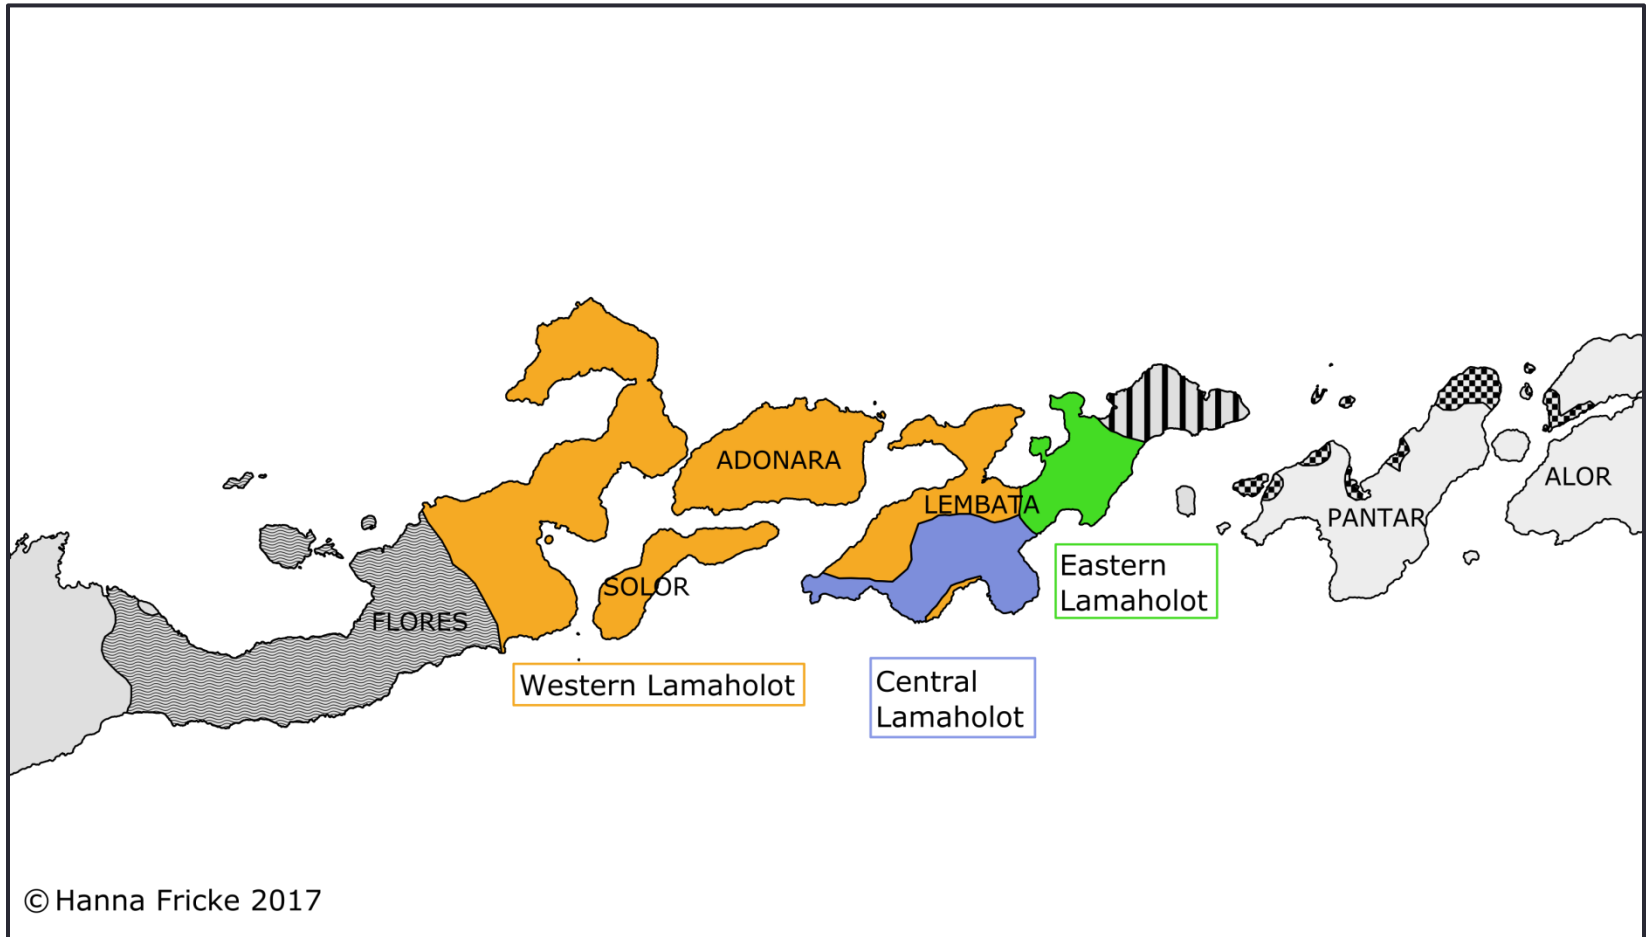 ADONARA
LEMBATA
ALOR
PANTAR
SOLOR
FLORES
Eastern
Lamaholot
Western Lamaholot
Central
Lamaholot
© Hanna Fricke 2017